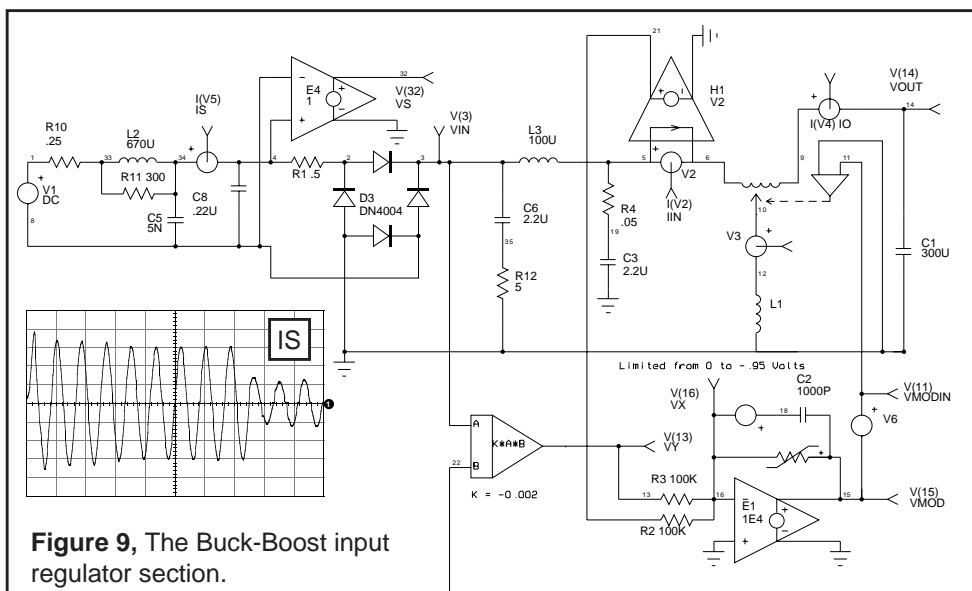 21
32
V(32)
VS
E4
1
H1
V2
V(14)
VOUT
I(V5)
IS
V(3)
VIN
I(V4) IO
14
R10
.25
L2
670U
L3
100U
1
33
34
4
2
3
5
6
9
11
R11 300
R1 .5
V2
V1
DC
8
C8
.22U
C5
5N
D3
DN4004
C6
2.2U
R4
.05
I(V2)
IIN
10
19
V3
C3
2.2U
C1
300U
35
12
R12
5
L1
IS
1
Limited from 0 to -.95 Volts
C2
1000P
V(16)
VX
V(11)
VMODIN
18
V6
A
K*A*B
B
22
V(13)
VY
K = -0.002
R3 100K
13
16
R2 100K
E1
1E4
15
V(15)
VMOD
Figure 9, The Buck-Boost input
regulator section.